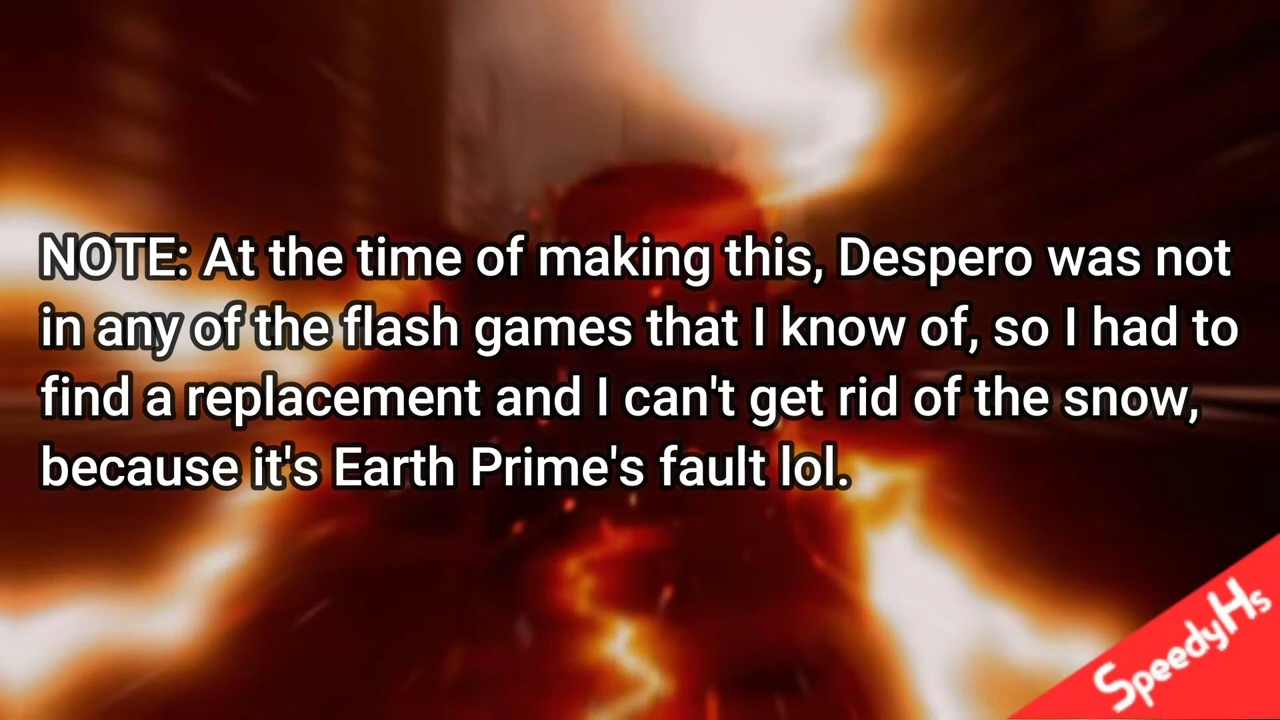 NOTE: At the time of making this, Despero was not
in any of the flash games that I know of, so I had to
find a replacement and I can't get rid of the snow,
because it's Earth Prime's fault lol.
SpeedyHs